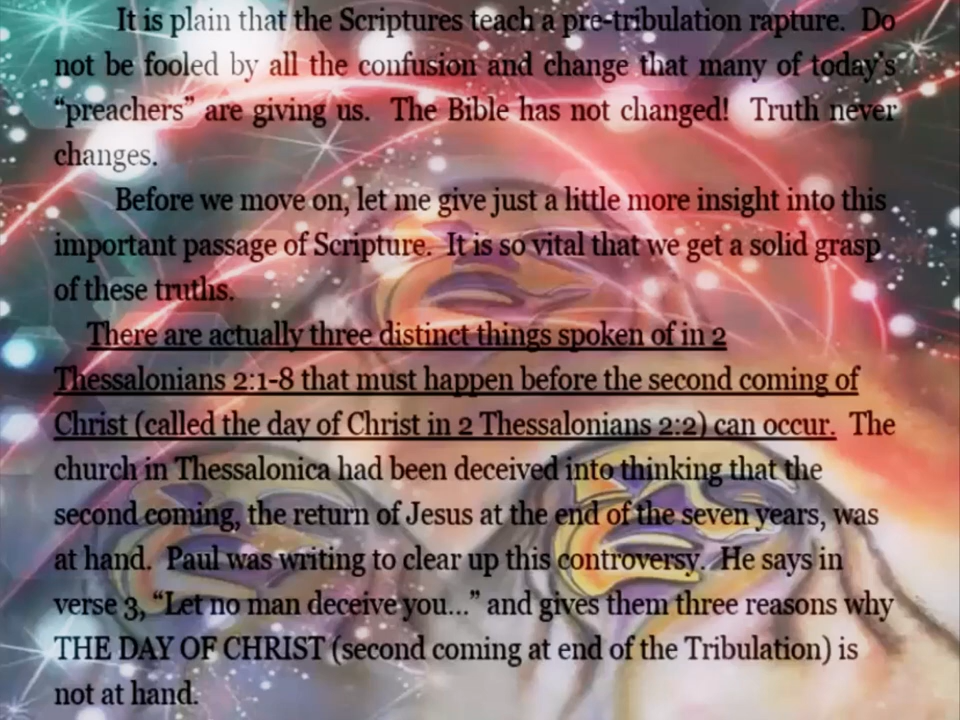 It is plain that the Scriptures teach a pre-tribulation rapture.  Do
not be fooled by all the confusion and change that many of today's
“preachers” are giving us.  The Bible has not changed!  Truth never
changes.
Before we move on, let me give just a little more insight into this
important passage of Scripture.  It is so vital that we get a solid grasp
of these truths.
There are actually three distinct things spoken of in 2
Thessalonians 2:1-8 that must happen before the second coming of
Christ (called the day of Christ in 2 Thessalonians 2:2) can occur.  The
church in Thessalonica had been deceived into thinking that the
second coming, the return of Jesus at the end of the seven years, was
at hand.  Paul was writing to clear up this controversy.  He says in
verse 3, “Let no man deceive you…” and gives them three reasons why
THE DAY OF CHRIST (second coming at end of the Tribulation) is
not at hand.